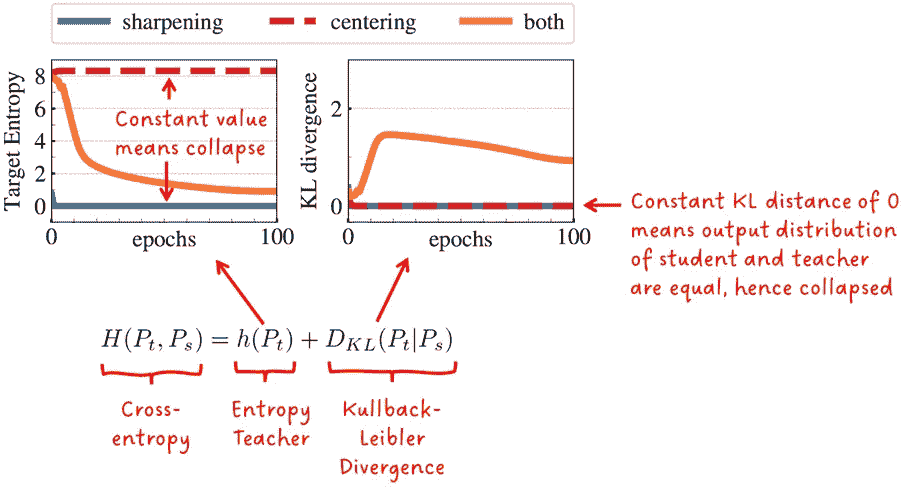 sharpening centering both
Target Entropy
8
6
4
2
0
0
epochs
100
Constant value
means collapse
KL divergence
2
0
0
epochs
100
Constant KL distance of 0
means output distribution
of student and teacher
are equal, hence collapsed
H(P_t, P_s) = h(P_t) + D_{KL}(P_t|P_s)
Cross-
entropy
Entropy
Teacher
Kullback-
Leibler
Divergence